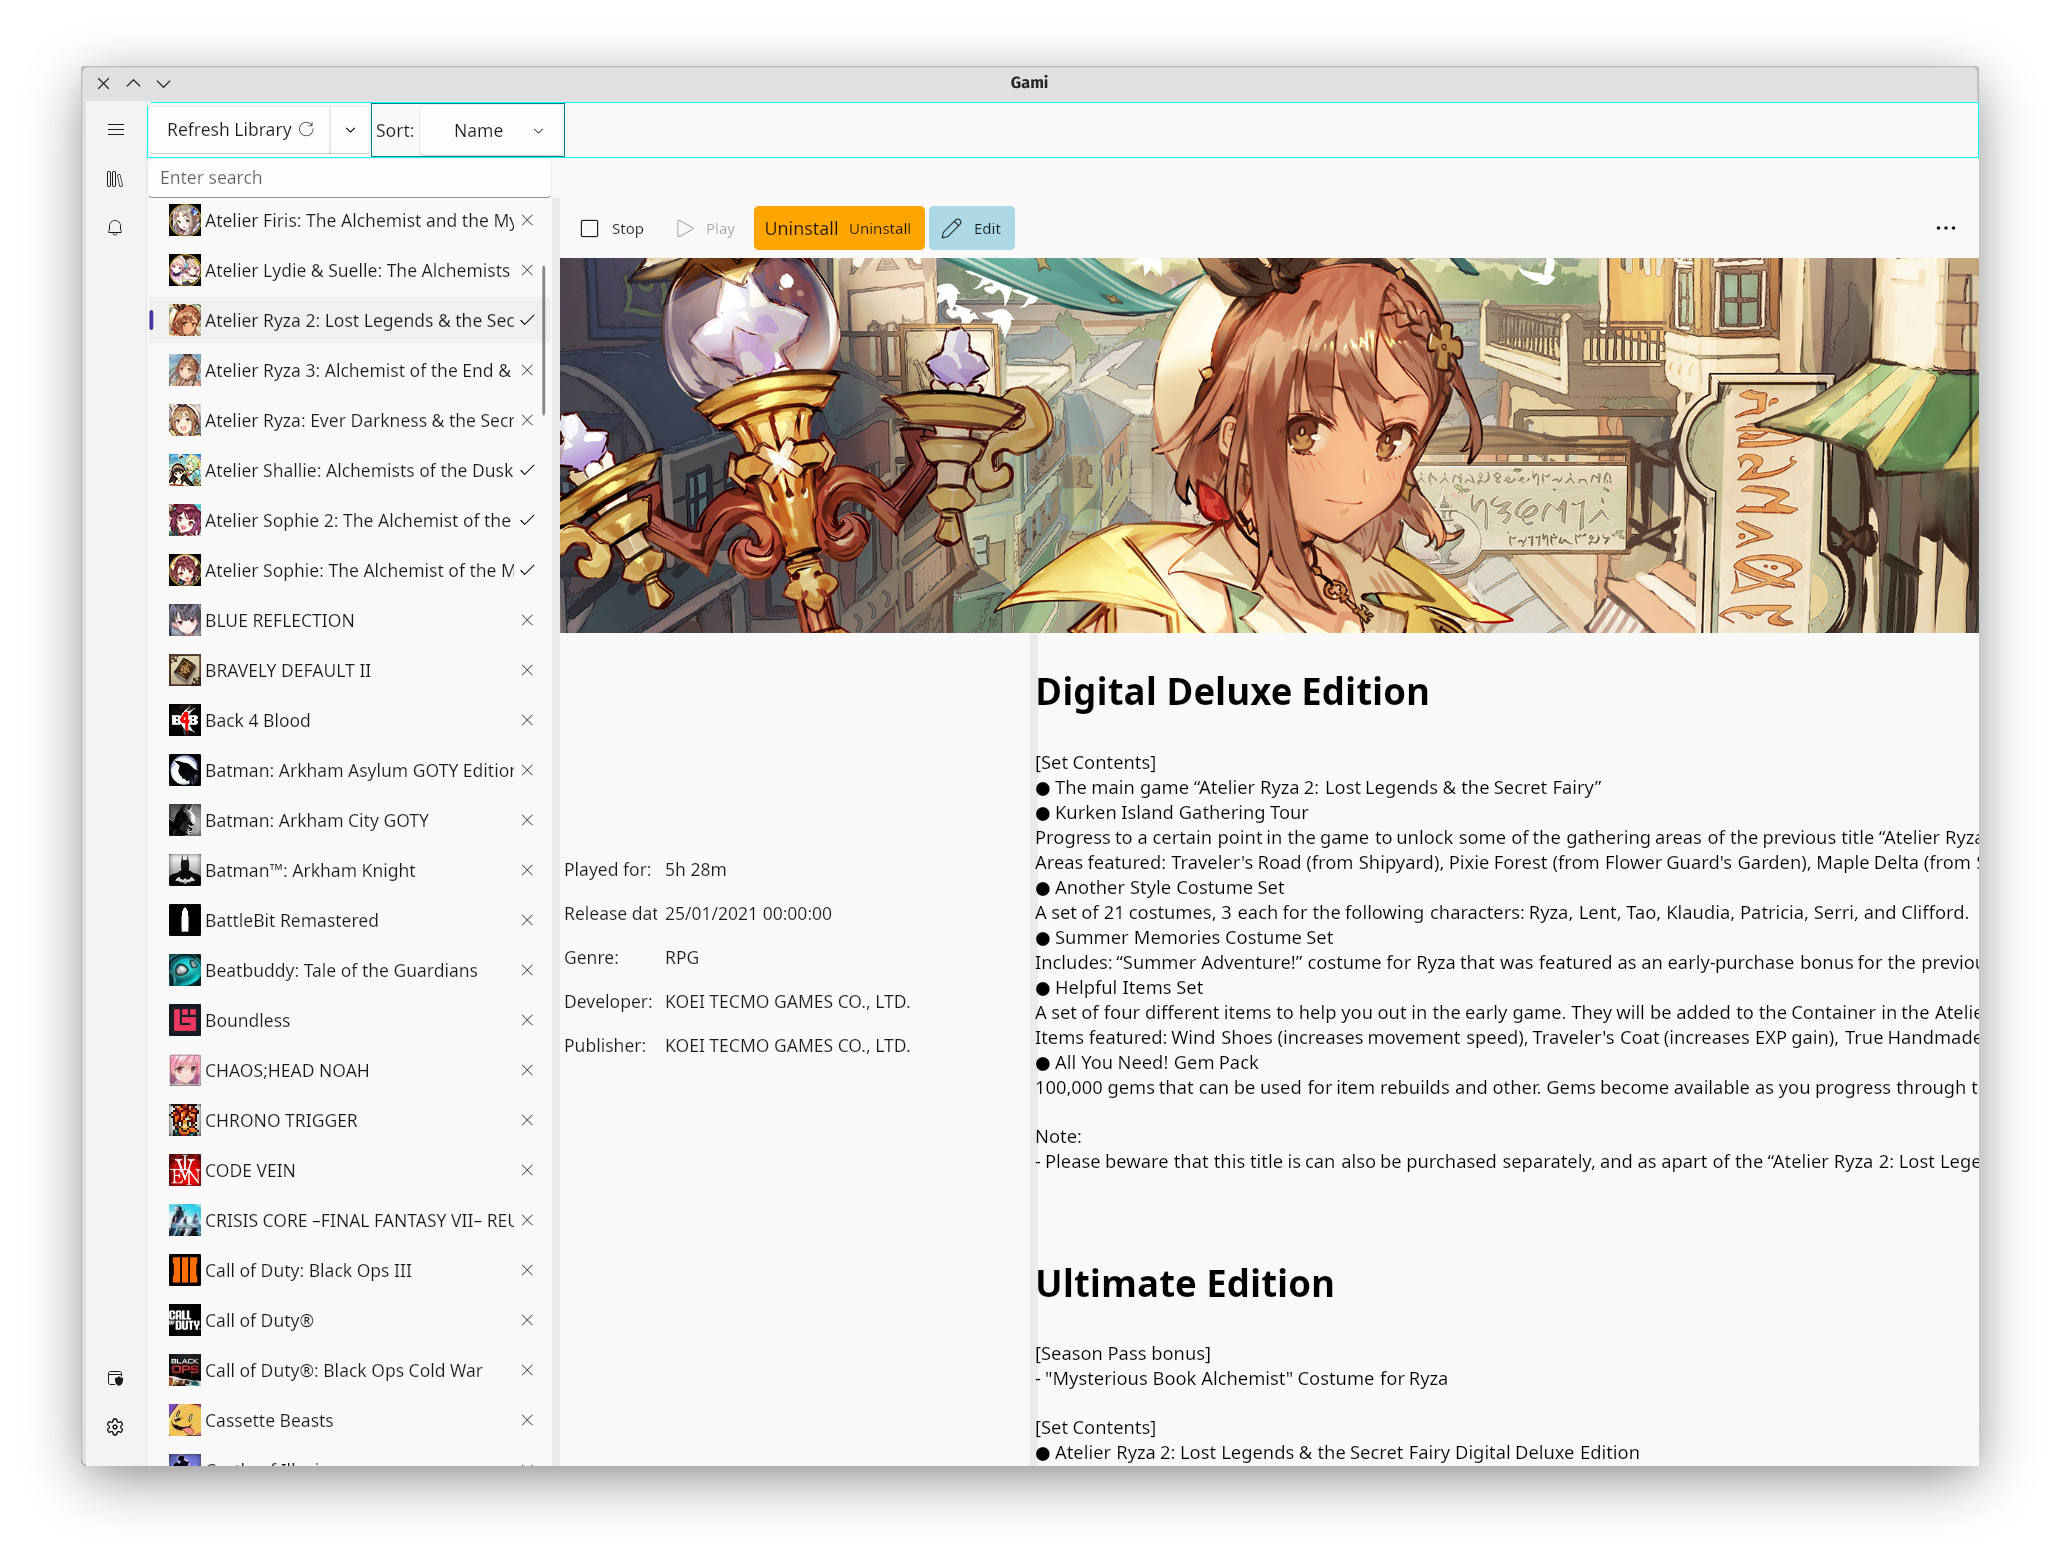 Gami
Refresh Library
Sort: Name
Enter search
Stop Play Uninstall Uninstall Edit
Atelier Firis: The Alchemist and the My
Atelier Lydie & Suelle: The Alchemists
Atelier Ryza 2: Lost Legends & the Sec
Atelier Ryza 3: Alchemist of the End &
Atelier Ryza: Ever Darkness & the Secr
Atelier Shallie: Alchemists of the Dusk
Atelier Sophie 2: The Alchemist of the
Atelier Sophie: The Alchemist of the M
BLUE REFLECTION
BRAVELY DEFAULT II
B4B
Back 4 Blood
Batman: Arkham Asylum GOTY Edition
Batman: Arkham City GOTY
Batman™: Arkham Knight
BattleBit Remastered
Beatbuddy: Tale of the Guardians
Boundless
CHAOS;HEAD NOAH
CHRONO TRIGGER
CODE VEIN
CRISIS CORE –FINAL FANTASY VII– REU
Call of Duty: Black Ops III
CALL OF DUTY
Call of Duty®
BLACK OPS
Call of Duty®: Black Ops Cold War
Cassette Beasts
Played for: 5h 28m
Release dat 25/01/2021 00:00:00
Genre: RPG
Developer: KOEI TECMO GAMES CO., LTD.
Publisher: KOEI TECMO GAMES CO., LTD.
Digital Deluxe Edition
[Set Contents]
● The main game “Atelier Ryza 2: Lost Legends & the Secret Fairy”
● Kurken Island Gathering Tour
Progress to a certain point in the game to unlock some of the gathering areas of the previous title “Atelier Ryza
Areas featured: Traveler's Road (from Shipyard), Pixie Forest (from Flower Guard's Garden), Maple Delta (from
● Another Style Costume Set
A set of 21 costumes, 3 each for the following characters: Ryza, Lent, Tao, Klaudia, Patricia, Serri, and Clifford.
● Summer Memories Costume Set
Includes: “Summer Adventure!” costume for Ryza that was featured as an early-purchase bonus for the previou
● Helpful Items Set
A set of four different items to help you out in the early game. They will be added to the Container in the Atelie
Items featured: Wind Shoes (increases movement speed), Traveler's Coat (increases EXP gain), True Handmade
● All You Need! Gem Pack
100,000 gems that can be used for item rebuilds and other. Gems become available as you progress through t
Note:
- Please beware that this title is can also be purchased separately, and as apart of the “Atelier Ryza 2: Lost Lege
Ultimate Edition
[Season Pass bonus]
- "Mysterious Book Alchemist" Costume for Ryza
[Set Contents]
● Atelier Ryza 2: Lost Legends & the Secret Fairy Digital Deluxe Edition